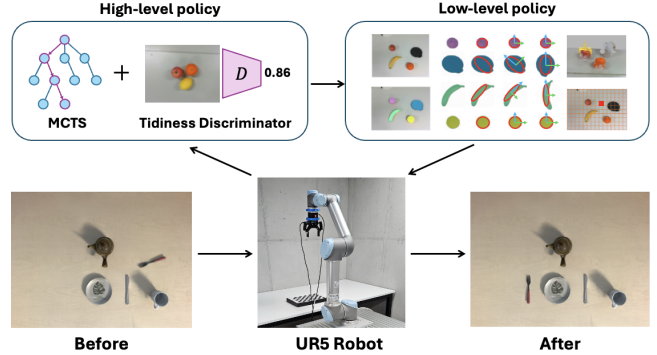 High-level policy
Low-level policy
D
0.86
MCTS
Tidiness Discriminator
Before
UR5 Robot
After